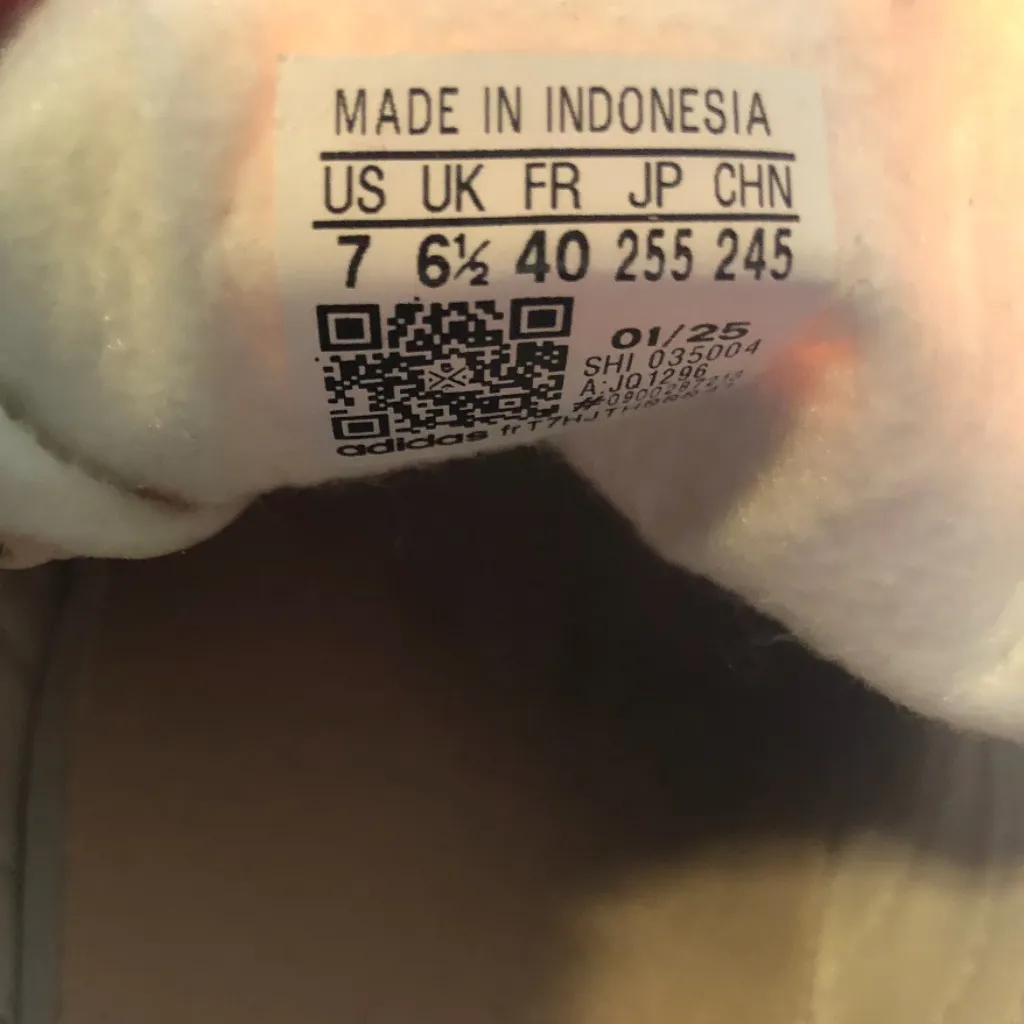 MADE IN INDONESIA
US UK FR JP CHN
7 6½ 40 255 245
01/25
SHI 035004
A:JQ1296
adidas